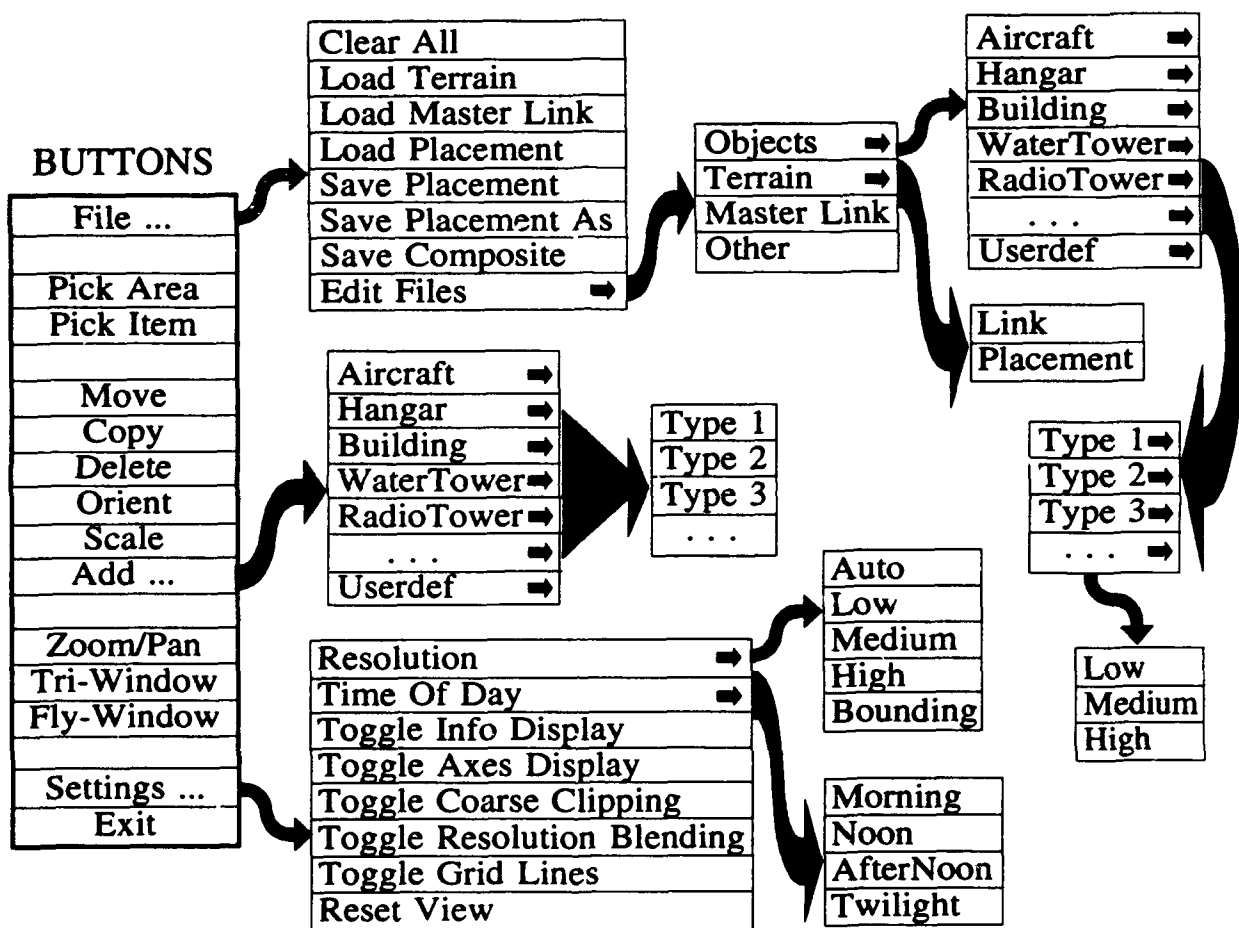 BUTTONS
File ...
Pick Area
Pick Item
Move
Copy
Delete
Orient
Scale
Add ...
Zoom/Pan
Tri-Window
Fly-Window
Settings ...
Exit
Clear All
Load Terrain
Load Master Link
Load Placement
Save Placement
Save Placement As
Save Composite
Edit Files
Objects
Terrain
Master Link
Other
Aircraft
Hangar
Building
WaterTower
RadioTower
. . .
Userdef
Link
Placement
Type 1
Type 2
Type 3
. . .
Low
Medium
High
Aircraft
Hangar
Building
WaterTower
RadioTower
. . .
Userdef
Type 1
Type 2
Type 3
. . .
Resolution
Time Of Day
Toggle Info Display
Toggle Axes Display
Toggle Coarse Clipping
Toggle Resolution Blending
Toggle Grid Lines
Reset View
Auto
Low
Medium
High
Bounding
Morning
Noon
AfterNoon
Twilight